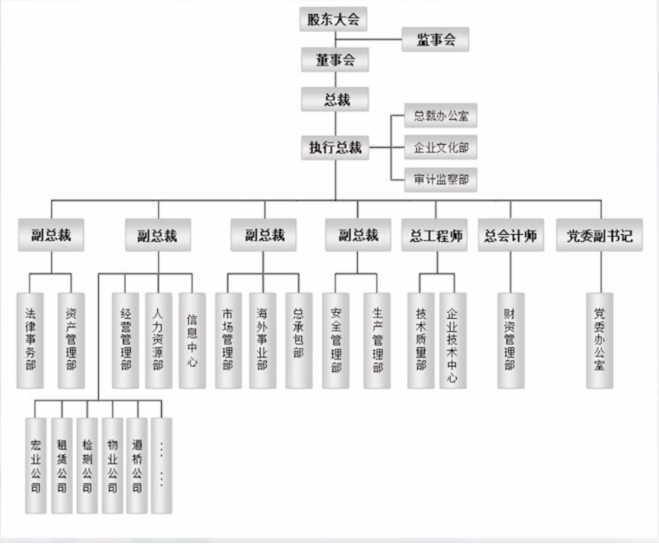 股东大会
监事会
董事会
总裁
总裁办公室
执行总裁
企业文化部
审计监察部
副总裁
副总裁
副总裁
副总裁
总工程师
总会计师
党委副书记
法律事务部
资产管理部
经营管理部
人力资源部
信息中心
市场管理部
海外事业部
总承包部
安全管理部
生产管理部
技术质量部
企业技术中心
财资管理部
党委办公室
宏业公司
租赁公司
检测公司
物业公司
道桥公司
……